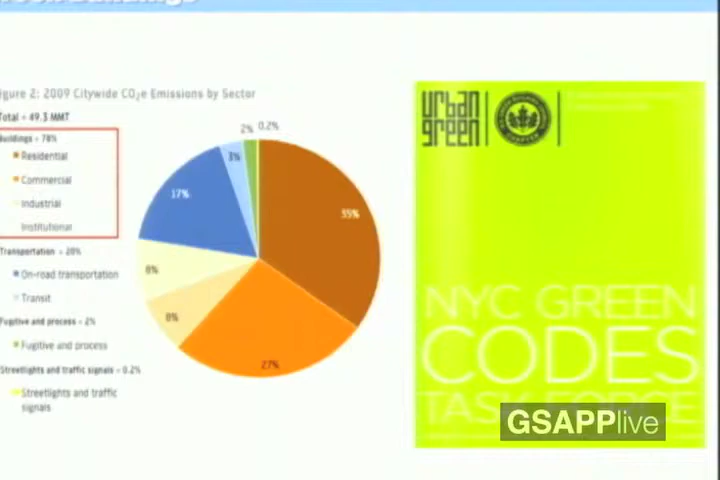 Green Buildings
igure 2: 2009 Citywide CO₂e Emissions by Sector
Total = 49.3 MMT
Buildings = 78%
Residential
Commercial
Industrial
Institutional
Transportation = 20%
On-road transportation
Transit
Fugitive and process = 2%
Fugitive and process
Streetlights and traffic signals = 0.2%
Streetlights and traffic
signals
2%
0.2%
3%
17%
35%
8%
8%
27%
urban
green
NYC GREEN
CODES
TASK FORCE
GSAPPlive